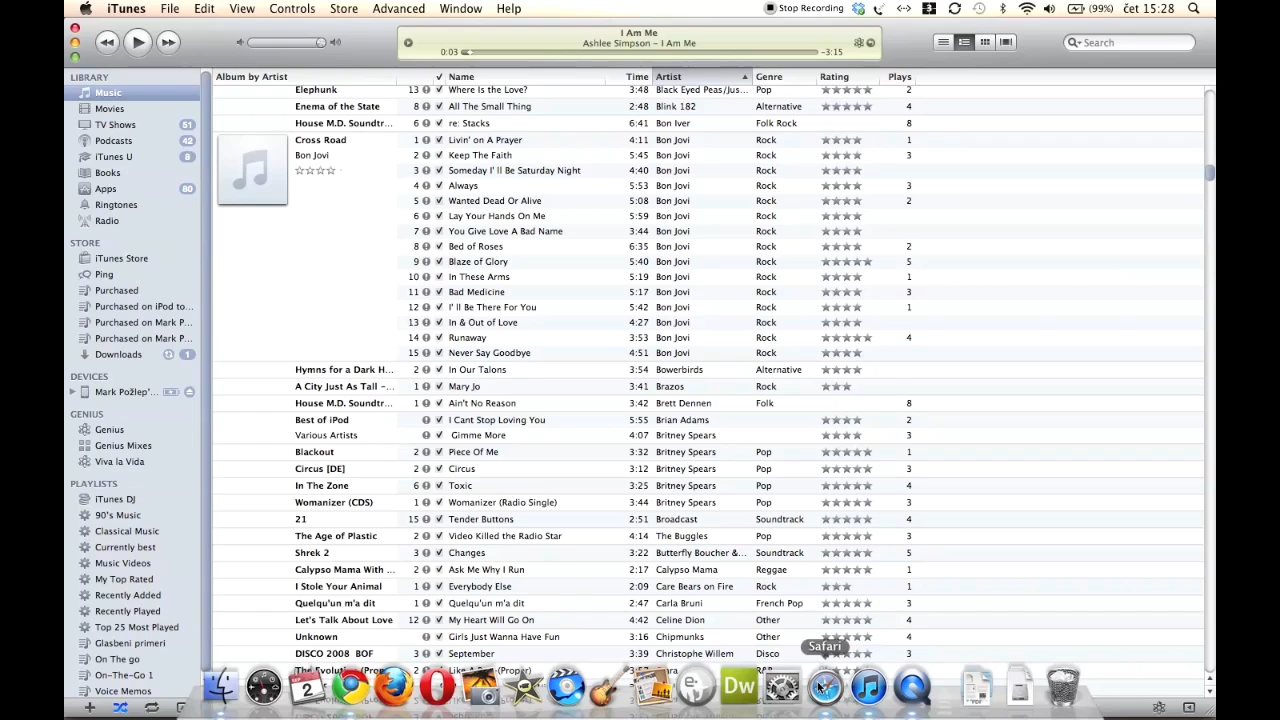 iTunes File Edit View Controls Store Advanced Window Help Stop Recording (99%) čet 15:28
I Am Me
Ashlee Simpson – I Am Me
0:03 -3:15
Search
LIBRARY
Music
Movies
TV Shows 51
Podcasts 42
iTunes U 8
Books
Apps 80
Ringtones
Radio
STORE
iTunes Store
Ping
Purchased
Purchased on iPod to...
Purchased on Mark P...
Purchased on Mark P...
Downloads 1
DEVICES
Mark Požlep'...
GENIUS
Genius
Genius Mixes
Viva la Vida
PLAYLISTS
iTunes DJ
90's Music
Classical Music
Currently best
Music Videos
My Top Rated
Recently Added
Recently Played
Top 25 Most Played
Glasbeni primeri
On The go
On-The-Go 1
Voice Memos
Album by Artist Name Time Artist Genre Rating Plays
Elephunk 13 Where Is the Love? 3:48 Black Eyed Peas/Jus... Pop 2
Enema of the State 8 All The Small Thing 2:48 Blink 182 Alternative 4
House M.D. Soundtr... 6 re: Stacks 6:41 Bon Iver Folk Rock 8
Cross Road 1 Livin' on A Prayer 4:11 Bon Jovi Rock 1
Bon Jovi 2 Keep The Faith 5:45 Bon Jovi Rock 3
3 Someday I' ll Be Saturday Night 4:40 Bon Jovi Rock
4 Always 5:53 Bon Jovi Rock 3
5 Wanted Dead Or Alive 5:08 Bon Jovi Rock 2
6 Lay Your Hands On Me 5:59 Bon Jovi Rock
7 You Give Love A Bad Name 3:44 Bon Jovi Rock
8 Bed of Roses 6:35 Bon Jovi Rock 2
9 Blaze of Glory 5:40 Bon Jovi Rock 5
10 In These Arms 5:19 Bon Jovi Rock 1
11 Bad Medicine 5:17 Bon Jovi Rock 3
12 I' ll Be There For You 5:42 Bon Jovi Rock 1
13 In & Out of Love 4:27 Bon Jovi Rock
14 Runaway 3:53 Bon Jovi Rock 4
15 Never Say Goodbye 4:51 Bon Jovi Rock
Hymns for a Dark H... 2 In Our Talons 3:54 Bowerbirds Alternative
A City Just As Tall -... 1 Mary Jo 3:41 Brazos Rock
House M.D. Soundtr... 1 Ain't No Reason 3:42 Brett Dennen Folk 8
Best of iPod I Cant Stop Loving You 5:55 Brian Adams 2
Various Artists Gimme More 4:07 Britney Spears 3
Blackout 2 Piece Of Me 3:32 Britney Spears Pop 1
Circus [DE] 2 Circus 3:12 Britney Spears Pop 3
In The Zone 6 Toxic 3:25 Britney Spears Pop 4
Womanizer (CDS) 1 Womanizer (Radio Single) 3:44 Britney Spears Pop 3
21 15 Tender Buttons 2:51 Broadcast Soundtrack 4
The Age of Plastic 2 Video Killed the Radio Star 4:14 The Buggles Pop 3
Shrek 2 3 Changes 3:22 Butterfly Boucher &... Soundtrack 5
Calypso Mama With ... 2 Ask Me Why I Run 2:17 Calypso Mama Reggae 1
I Stole Your Animal 1 Everybody Else 2:09 Care Bears on Fire Rock 1
Quelqu'un m'a dit 1 Quelqu'un m'a dit 2:47 Carla Bruni French Pop 3
Let's Talk About Love 12 My Heart Will Go On 4:42 Celine Dion Other 4
Unknown Girls Just Wanna Have Fun 3:16 Chipmunks Other 4
Safari
DISCO 2008 BOF September 3:39 Christophe Willem Disco 3
The Evolution
2
Dw